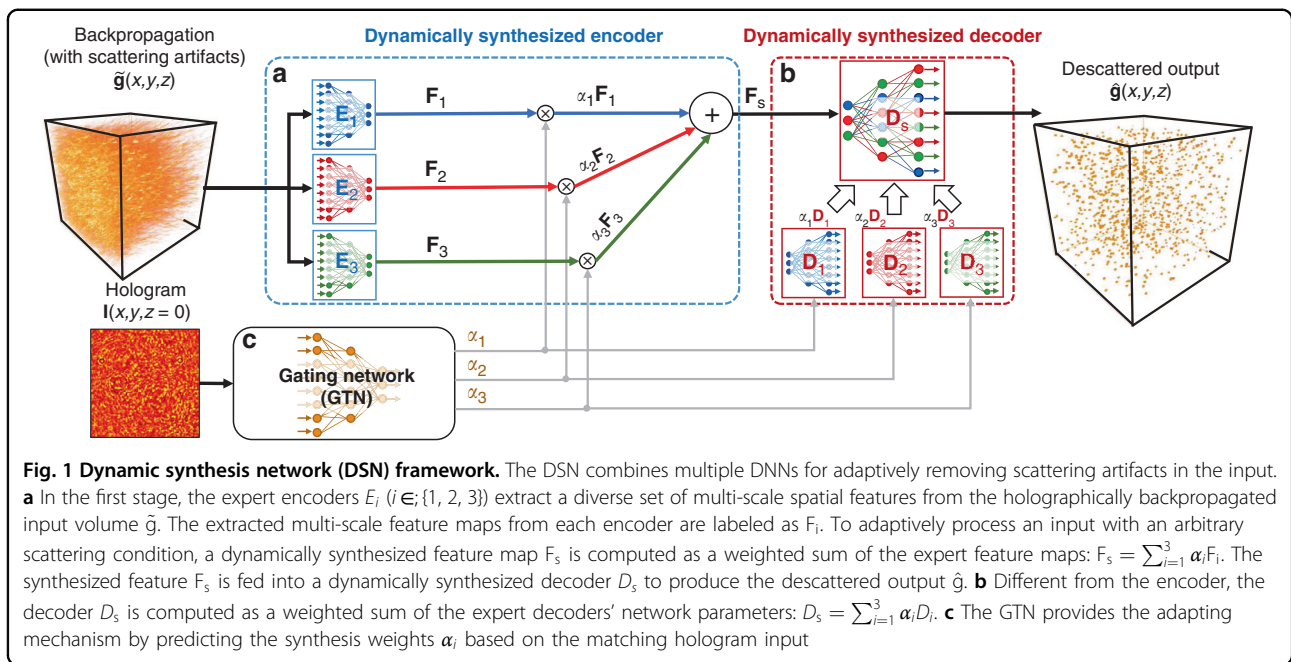 Backpropagation
(with scattering artifacts)
g̃(x,y,z)
Dynamically synthesized encoder
Dynamically synthesized decoder
Descattered output
ĝ(x,y,z)
a
E₁
F₁
α₁F₁
E₂
F₂
α₂F₂
E₃
F₃
α₃F₃
+
Fₛ
b
Dₛ
α₁D₁
α₂D₂
α₃D₃
D₁
D₂
D₃
Hologram
I(x,y,z = 0)
c
Gating network
(GTN)
α₁
α₂
α₃
Fig. 1 Dynamic synthesis network (DSN) framework. The DSN combines multiple DNNs for adaptively removing scattering artifacts in the input.
a In the first stage, the expert encoders Eᵢ (i ∈; {1, 2, 3}) extract a diverse set of multi-scale spatial features from the holographically backpropagated
input volume g̃. The extracted multi-scale feature maps from each encoder are labeled as Fᵢ. To adaptively process an input with an arbitrary
scattering condition, a dynamically synthesized feature map Fₛ is computed as a weighted sum of the expert feature maps: Fₛ = ∑³ᵢ₌₁ αᵢFᵢ. The
synthesized feature Fₛ is fed into a dynamically synthesized decoder Dₛ to produce the descattered output ĝ. b Different from the encoder, the
decoder Dₛ is computed as a weighted sum of the expert decoders' network parameters: Dₛ = ∑³ᵢ₌₁ αᵢDᵢ. c The GTN provides the adapting
mechanism by predicting the synthesis weights αᵢ based on the matching hologram input